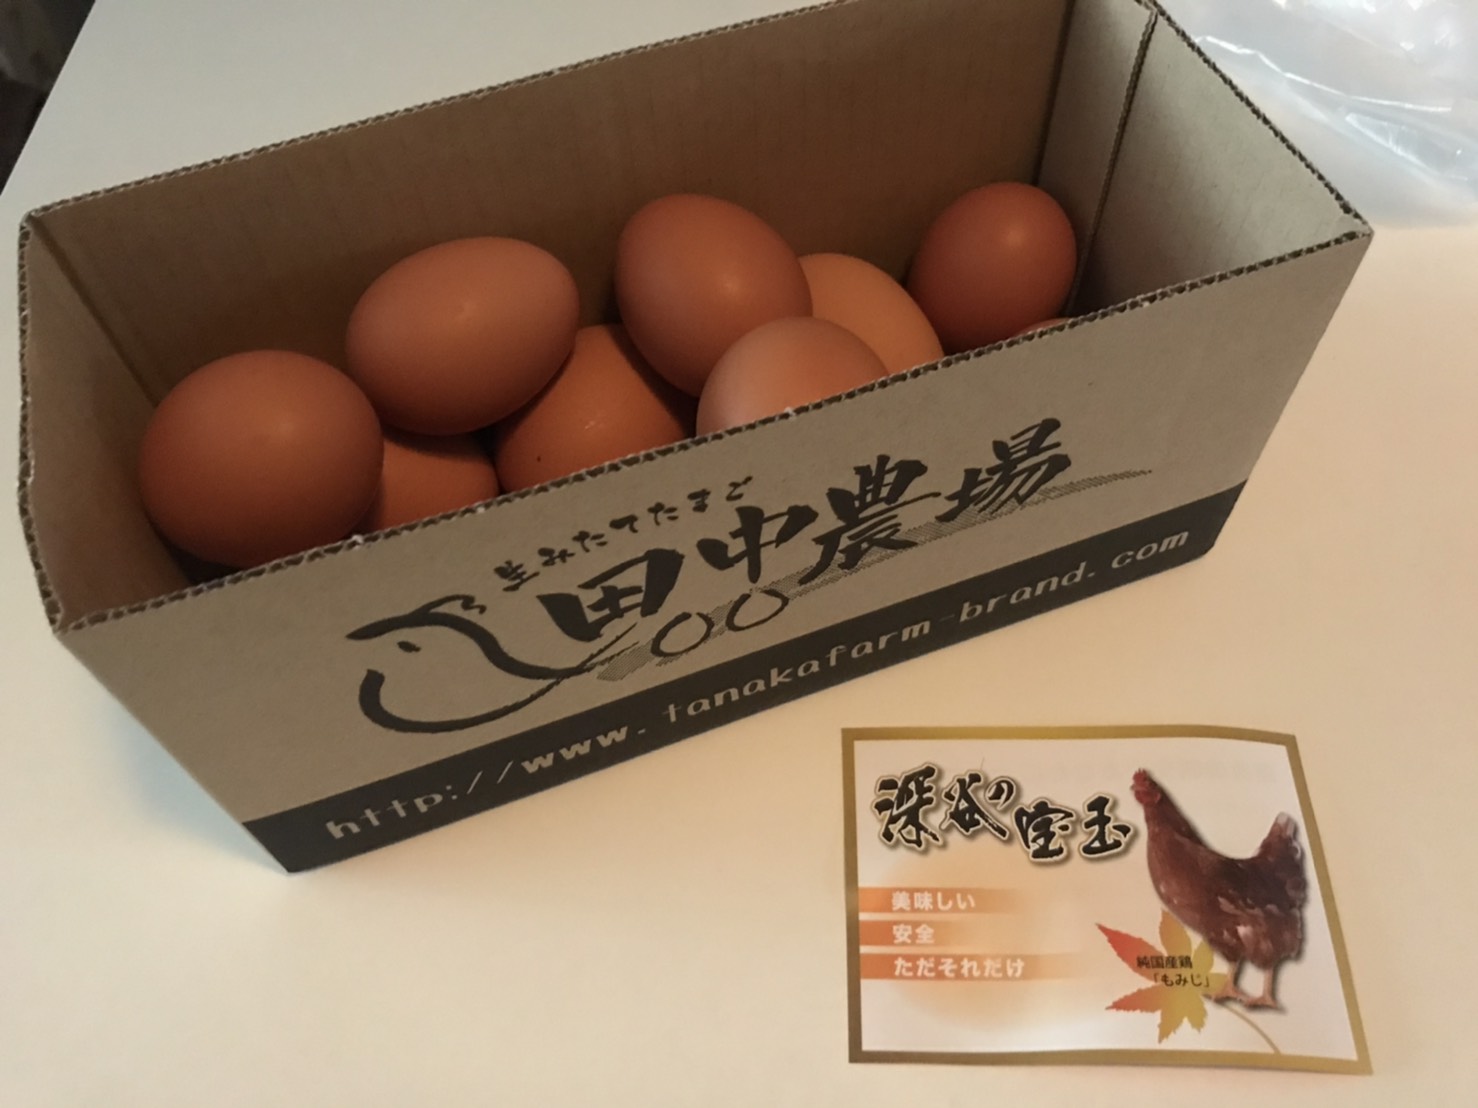 生みたてたまご
田中農場
http://www.tanakafarm-brand.com
深谷の宝玉
美味しい
安全
ただそれだけ
純国産鶏
「もみじ」